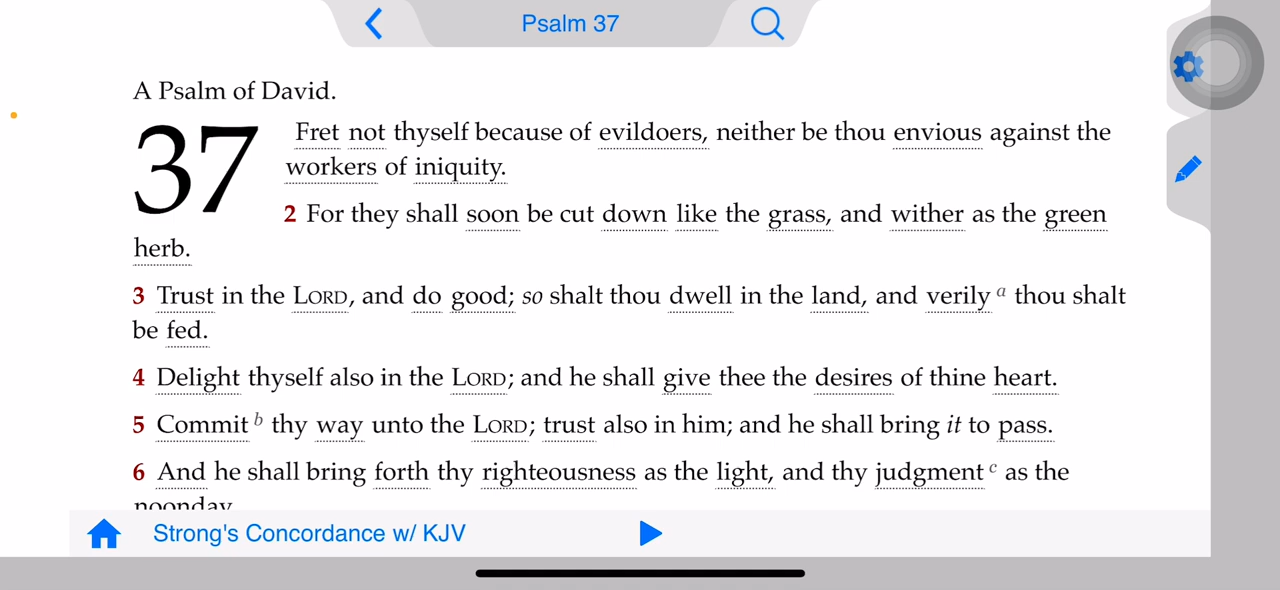 Psalm 37
A Psalm of David.
37 Fret not thyself because of evildoers, neither be thou envious against the
workers of iniquity.
2 For they shall soon be cut down like the grass, and wither as the green
herb.
3 Trust in the LORD, and do good; so shalt thou dwell in the land, and verily a thou shalt
be fed.
4 Delight thyself also in the LORD; and he shall give thee the desires of thine heart.
5 Commit b thy way unto the LORD; trust also in him; and he shall bring it to pass.
6 And he shall bring forth thy righteousness as the light, and thy judgment c as the
noonday
Strong's Concordance w/ KJV